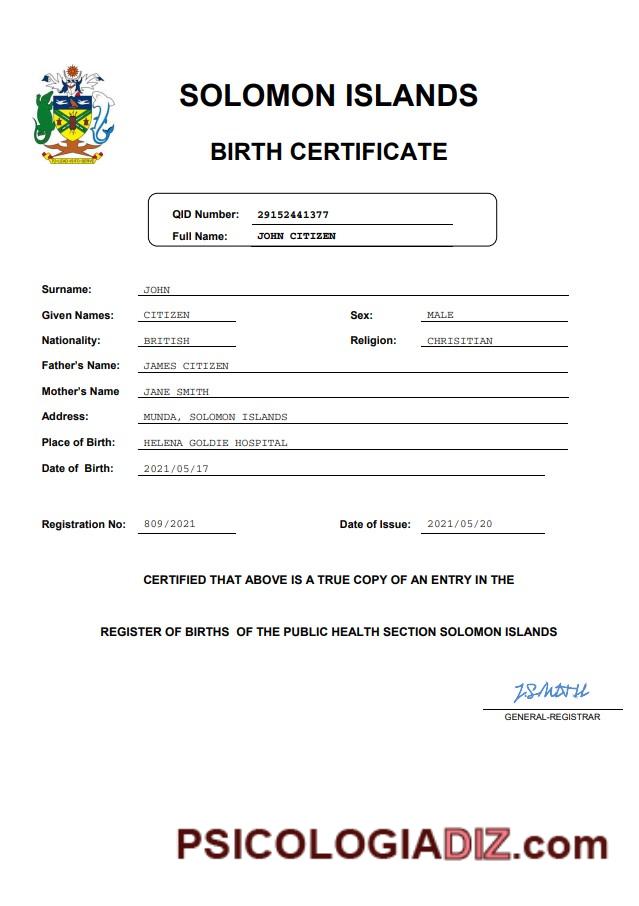 SOLOMON ISLANDS
BIRTH CERTIFICATE
QID Number: 29152441377
Full Name: JOHN CITIZEN
Surname: JOHN
Given Names: CITIZEN Sex: MALE
Nationality: BRITISH Religion: CHRISITIAN
Father's Name: JAMES CITIZEN
Mother's Name JANE SMITH
Address: MUNDA, SOLOMON ISLANDS
Place of Birth: HELENA GOLDIE HOSPITAL
Date of Birth: 2021/05/17
Registration No: 809/2021 Date of Issue: 2021/05/20
CERTIFIED THAT ABOVE IS A TRUE COPY OF AN ENTRY IN THE
REGISTER OF BIRTHS OF THE PUBLIC HEALTH SECTION SOLOMON ISLANDS
J.SMITH
GENERAL-REGISTRAR
PSICOLOGIADIZ.com